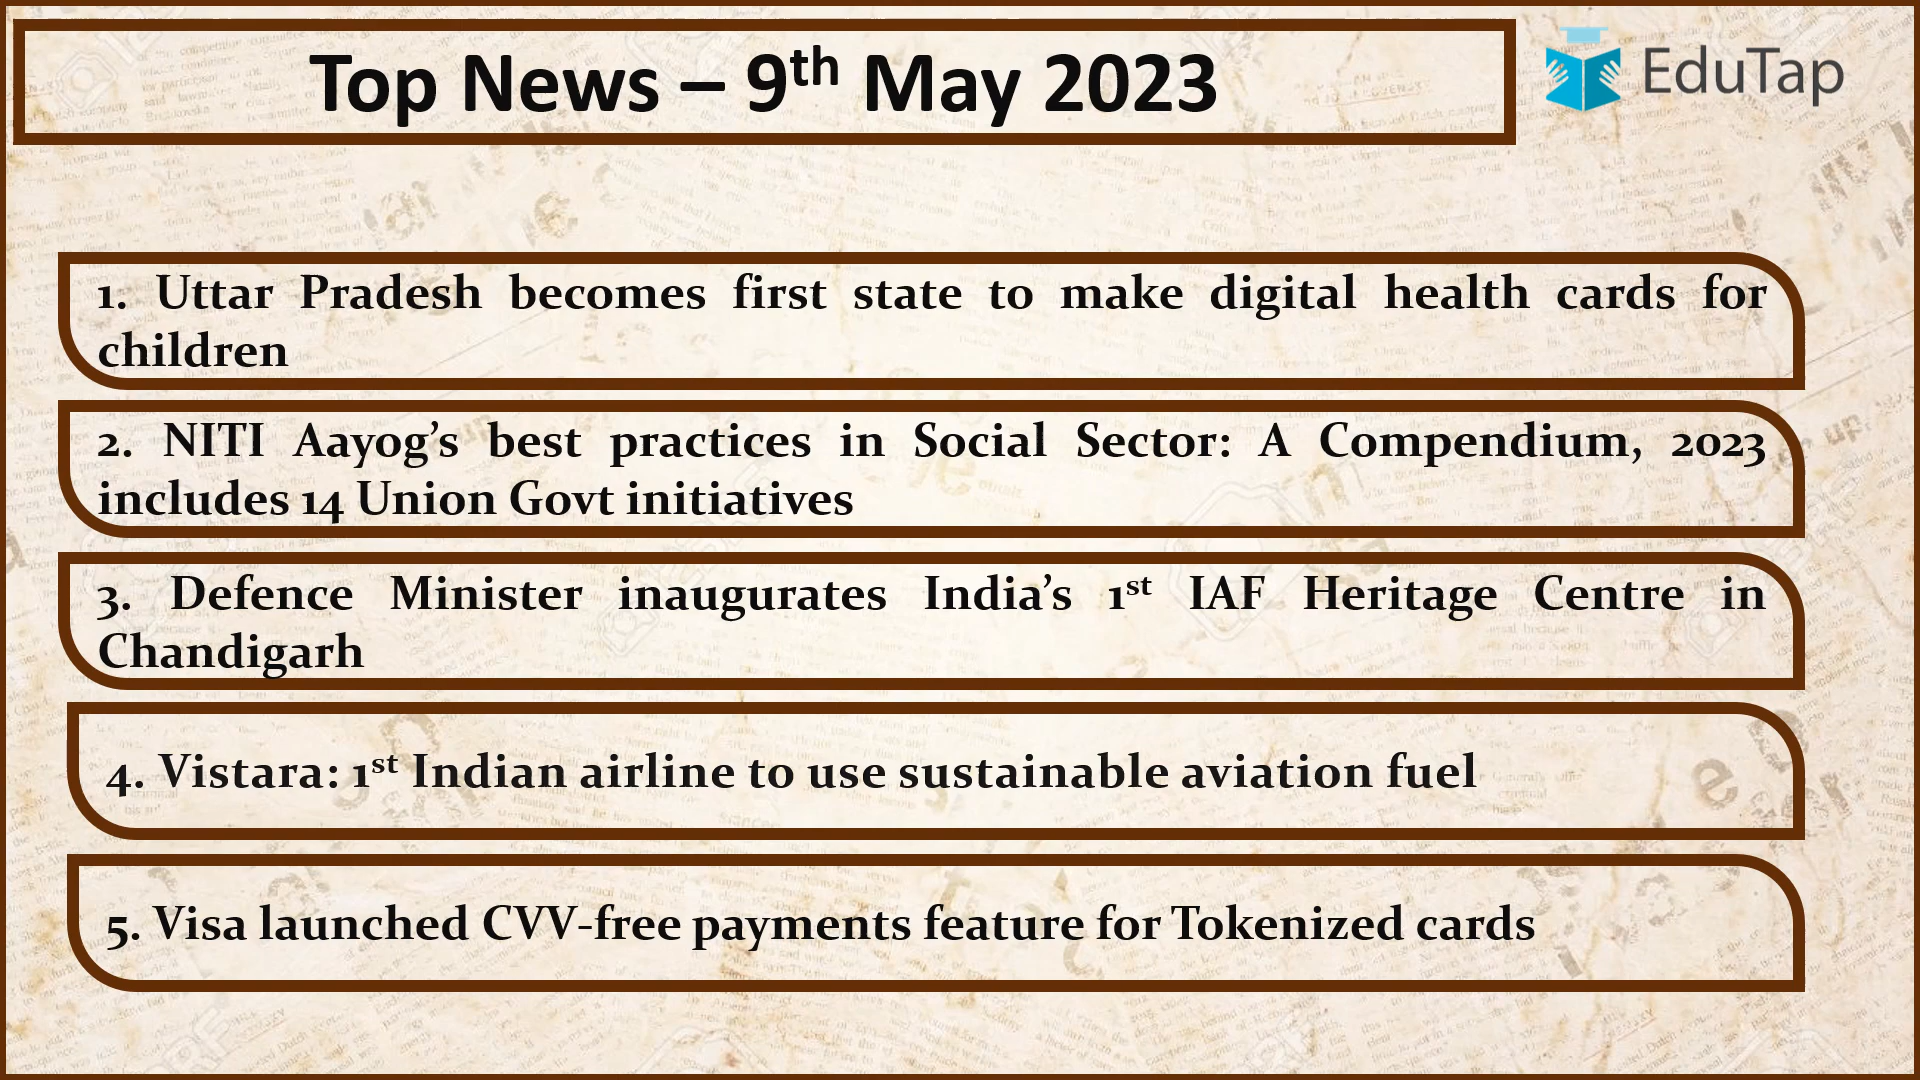 Top News – 9th May 2023
EduTap
1. Uttar Pradesh becomes first state to make digital health cards for
children
2. NITI Aayog’s best practices in Social Sector: A Compendium, 2023
includes 14 Union Govt initiatives
3. Defence Minister inaugurates India’s 1st IAF Heritage Centre in
Chandigarh
4. Vistara: 1st Indian airline to use sustainable aviation fuel
5. Visa launched CVV-free payments feature for Tokenized cards